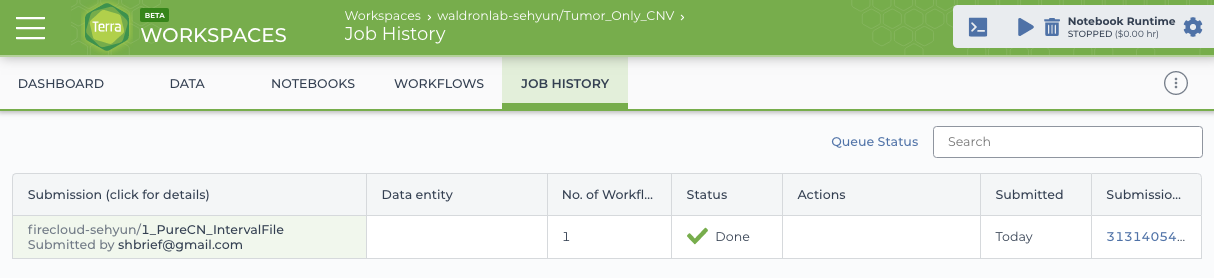 Terra
BETA
WORKSPACES
Workspaces › waldronlab-sehyun/Tumor_Only_CNV ›
Job History
Notebook Runtime
STOPPED ($0.00 hr)
DASHBOARD
DATA
NOTEBOOKS
WORKFLOWS
JOB HISTORY
Queue Status
Search
Submission (click for details)
Data entity
No. of Workfl...
Status
Actions
Submitted
Submissio...
firecloud-sehyun/1_PureCN_IntervalFile
Submitted by shbrief@gmail.com
1
Done
Today
31314054...